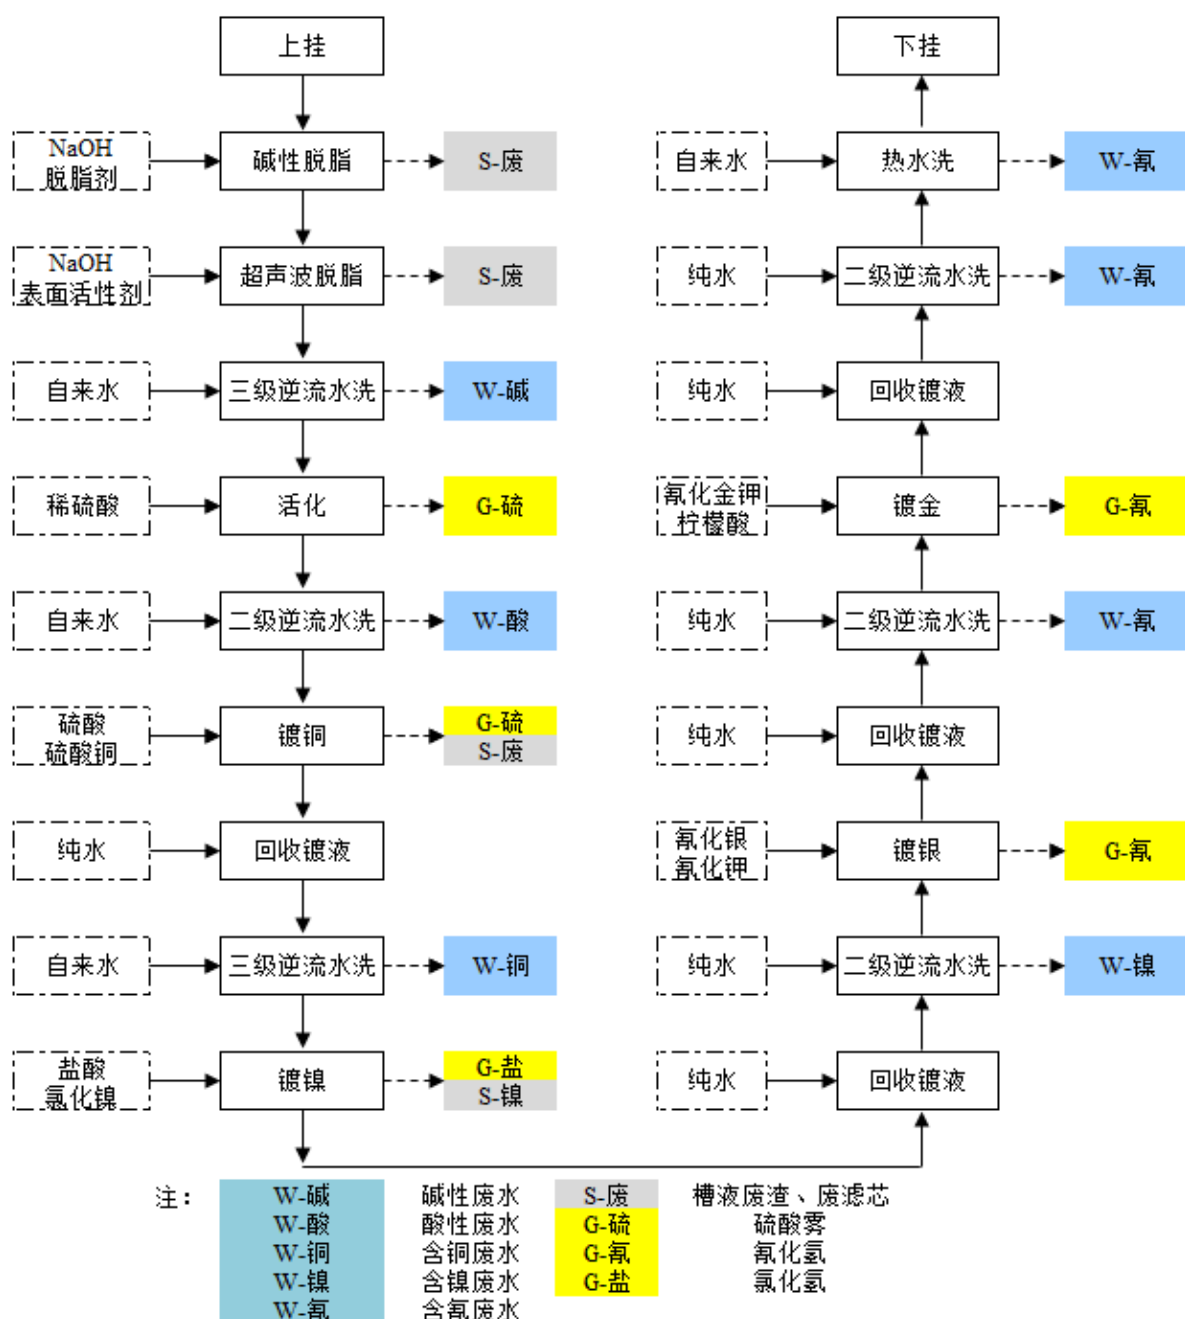 上挂
下挂
NaOH
脱脂剂
碱性脱脂
S-废
自来水
热水洗
W-氰
NaOH
表面活性剂
超声波脱脂
S-废
纯水
二级逆流水洗
W-氰
自来水
三级逆流水洗
W-碱
纯水
回收镀液
稀硫酸
活化
G-硫
氰化金钾
柠檬酸
镀金
G-氰
自来水
二级逆流水洗
W-酸
纯水
二级逆流水洗
W-氰
硫酸
硫酸铜
镀铜
G-硫
S-废
纯水
回收镀液
纯水
回收镀液
氰化银
氰化钾
镀银
G-氰
自来水
三级逆流水洗
W-铜
纯水
二级逆流水洗
W-镍
盐酸
氯化镍
镀镍
G-盐
S-镍
纯水
回收镀液
注：
W-碱 碱性废水 S-废 槽液废渣、废滤芯
W-酸 酸性废水 G-硫 硫酸雾
W-铜 含铜废水 G-氰 氰化氢
W-镍 含镍废水 G-盐 氯化氢
W-氰 含氰废水